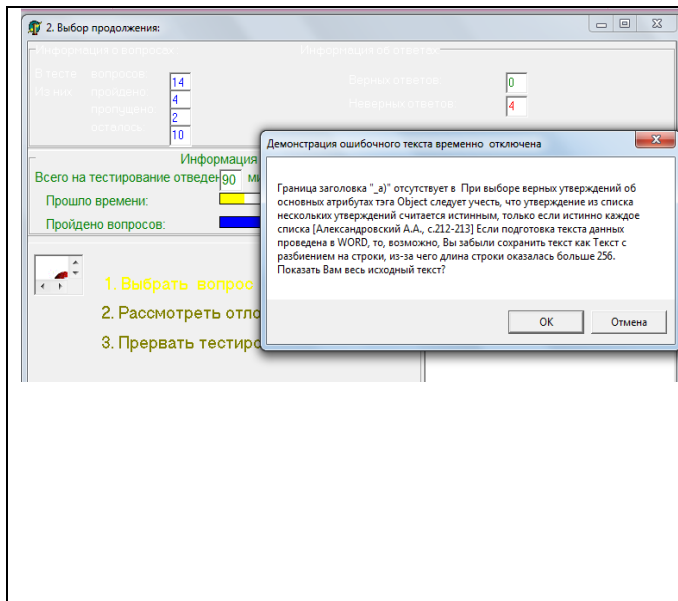 2. Выбор продолжения:
Информация о вопросах
Информация об ответах
В тесте вопросов: 14
Из них пройдено: 4
пропущено 2
осталось 10
Верных ответов: 0
Неверных ответов: 4
Информация
Всего на тестирование отведен 90 ми
Прошло времени:
Пройдено вопросов:
1. Выбрать вопрос
2. Рассмотреть отло
3. Прервать тестиро
Демонстрация ошибочного текста временно отключена
Граница заголовка "_а)" отсутствует в При выборе верных утверждений об
основных атрибутах тэга Object следует учесть, что утверждение из списка
нескольких утверждений считается истинным, только если истинно каждое
списка [Александровский А.А., с.212-213] Если подготовка текста данных
проведена в WORD, то, возможно, Вы забыли сохранить текст как Текст с
разбиением на строки, из-за чего длина строки оказалась больше 256.
Показать Вам весь исходный текст?
ОК
Отмена